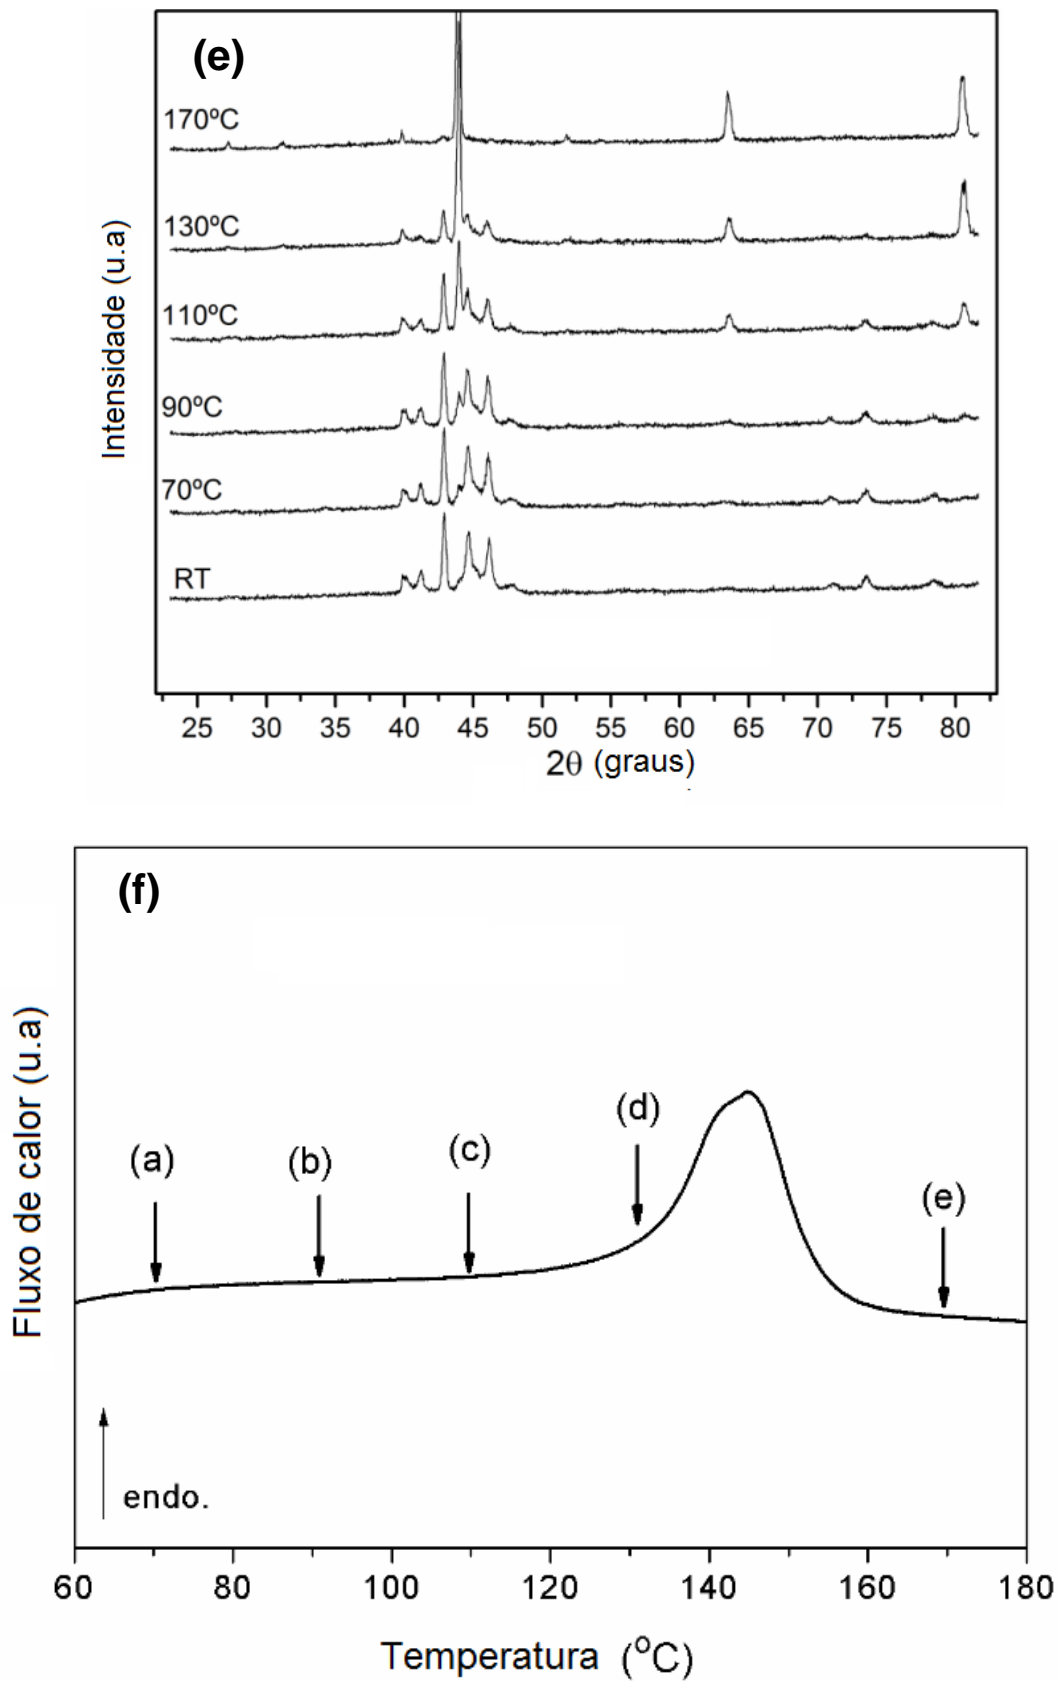 (e)
170ºC
130ºC
110ºC
90ºC
70ºC
RT
Intensidade (u.a)
25 30 35 40 45 50 55 60 65 70 75 80
2θ (graus)
(f)
(a) (b) (c) (d) (e)
Fluxo de calor (u.a)
endo.
60 80 100 120 140 160 180
Temperatura (°C)